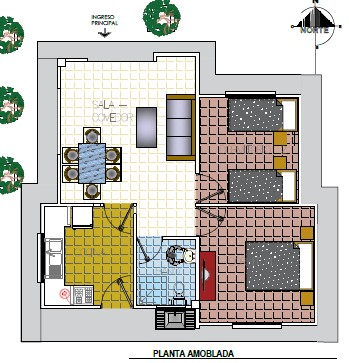 INGRESO
PRINCIPAL
N
NORTE
SALA —
COMEDOR
PLANTA AMOBLADA